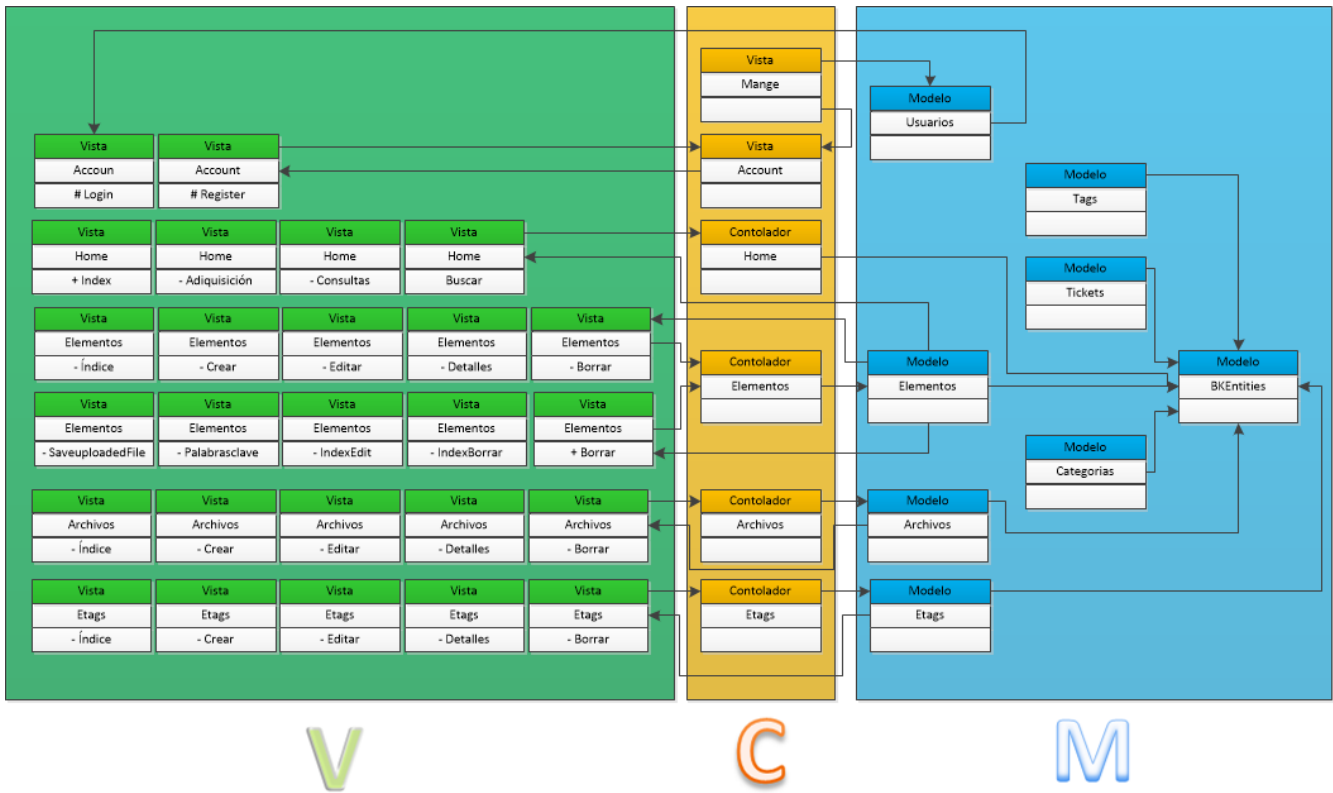 Vista
Mange
Modelo
Usuarios
Vista Vista Vista
Accoun Account Account
# Login # Register
Modelo
Tags
Vista Vista Vista Vista Contolador
Home Home Home Home Home
+ Index - Adiquisición - Consultas Buscar
Modelo
Tickets
Vista Vista Vista Vista Vista
Elementos Elementos Elementos Elementos Elementos
- Índice - Crear - Editar - Detalles - Borrar
Contolador Modelo Modelo
Elementos Elementos BKEntities
Vista Vista Vista Vista Vista
Elementos Elementos Elementos Elementos Elementos
- SaveuploadedFile - Palabrasclave - IndexEdit - IndexBorrar + Borrar
Modelo
Categorias
Vista Vista Vista Vista Vista Contolador Modelo
Archivos Archivos Archivos Archivos Archivos Archivos Archivos
- Índice - Crear - Editar - Detalles - Borrar
Vista Vista Vista Vista Vista Contolador Modelo
Etags Etags Etags Etags Etags Etags Etags
- Índice - Crear - Editar - Detalles - Borrar
V C M